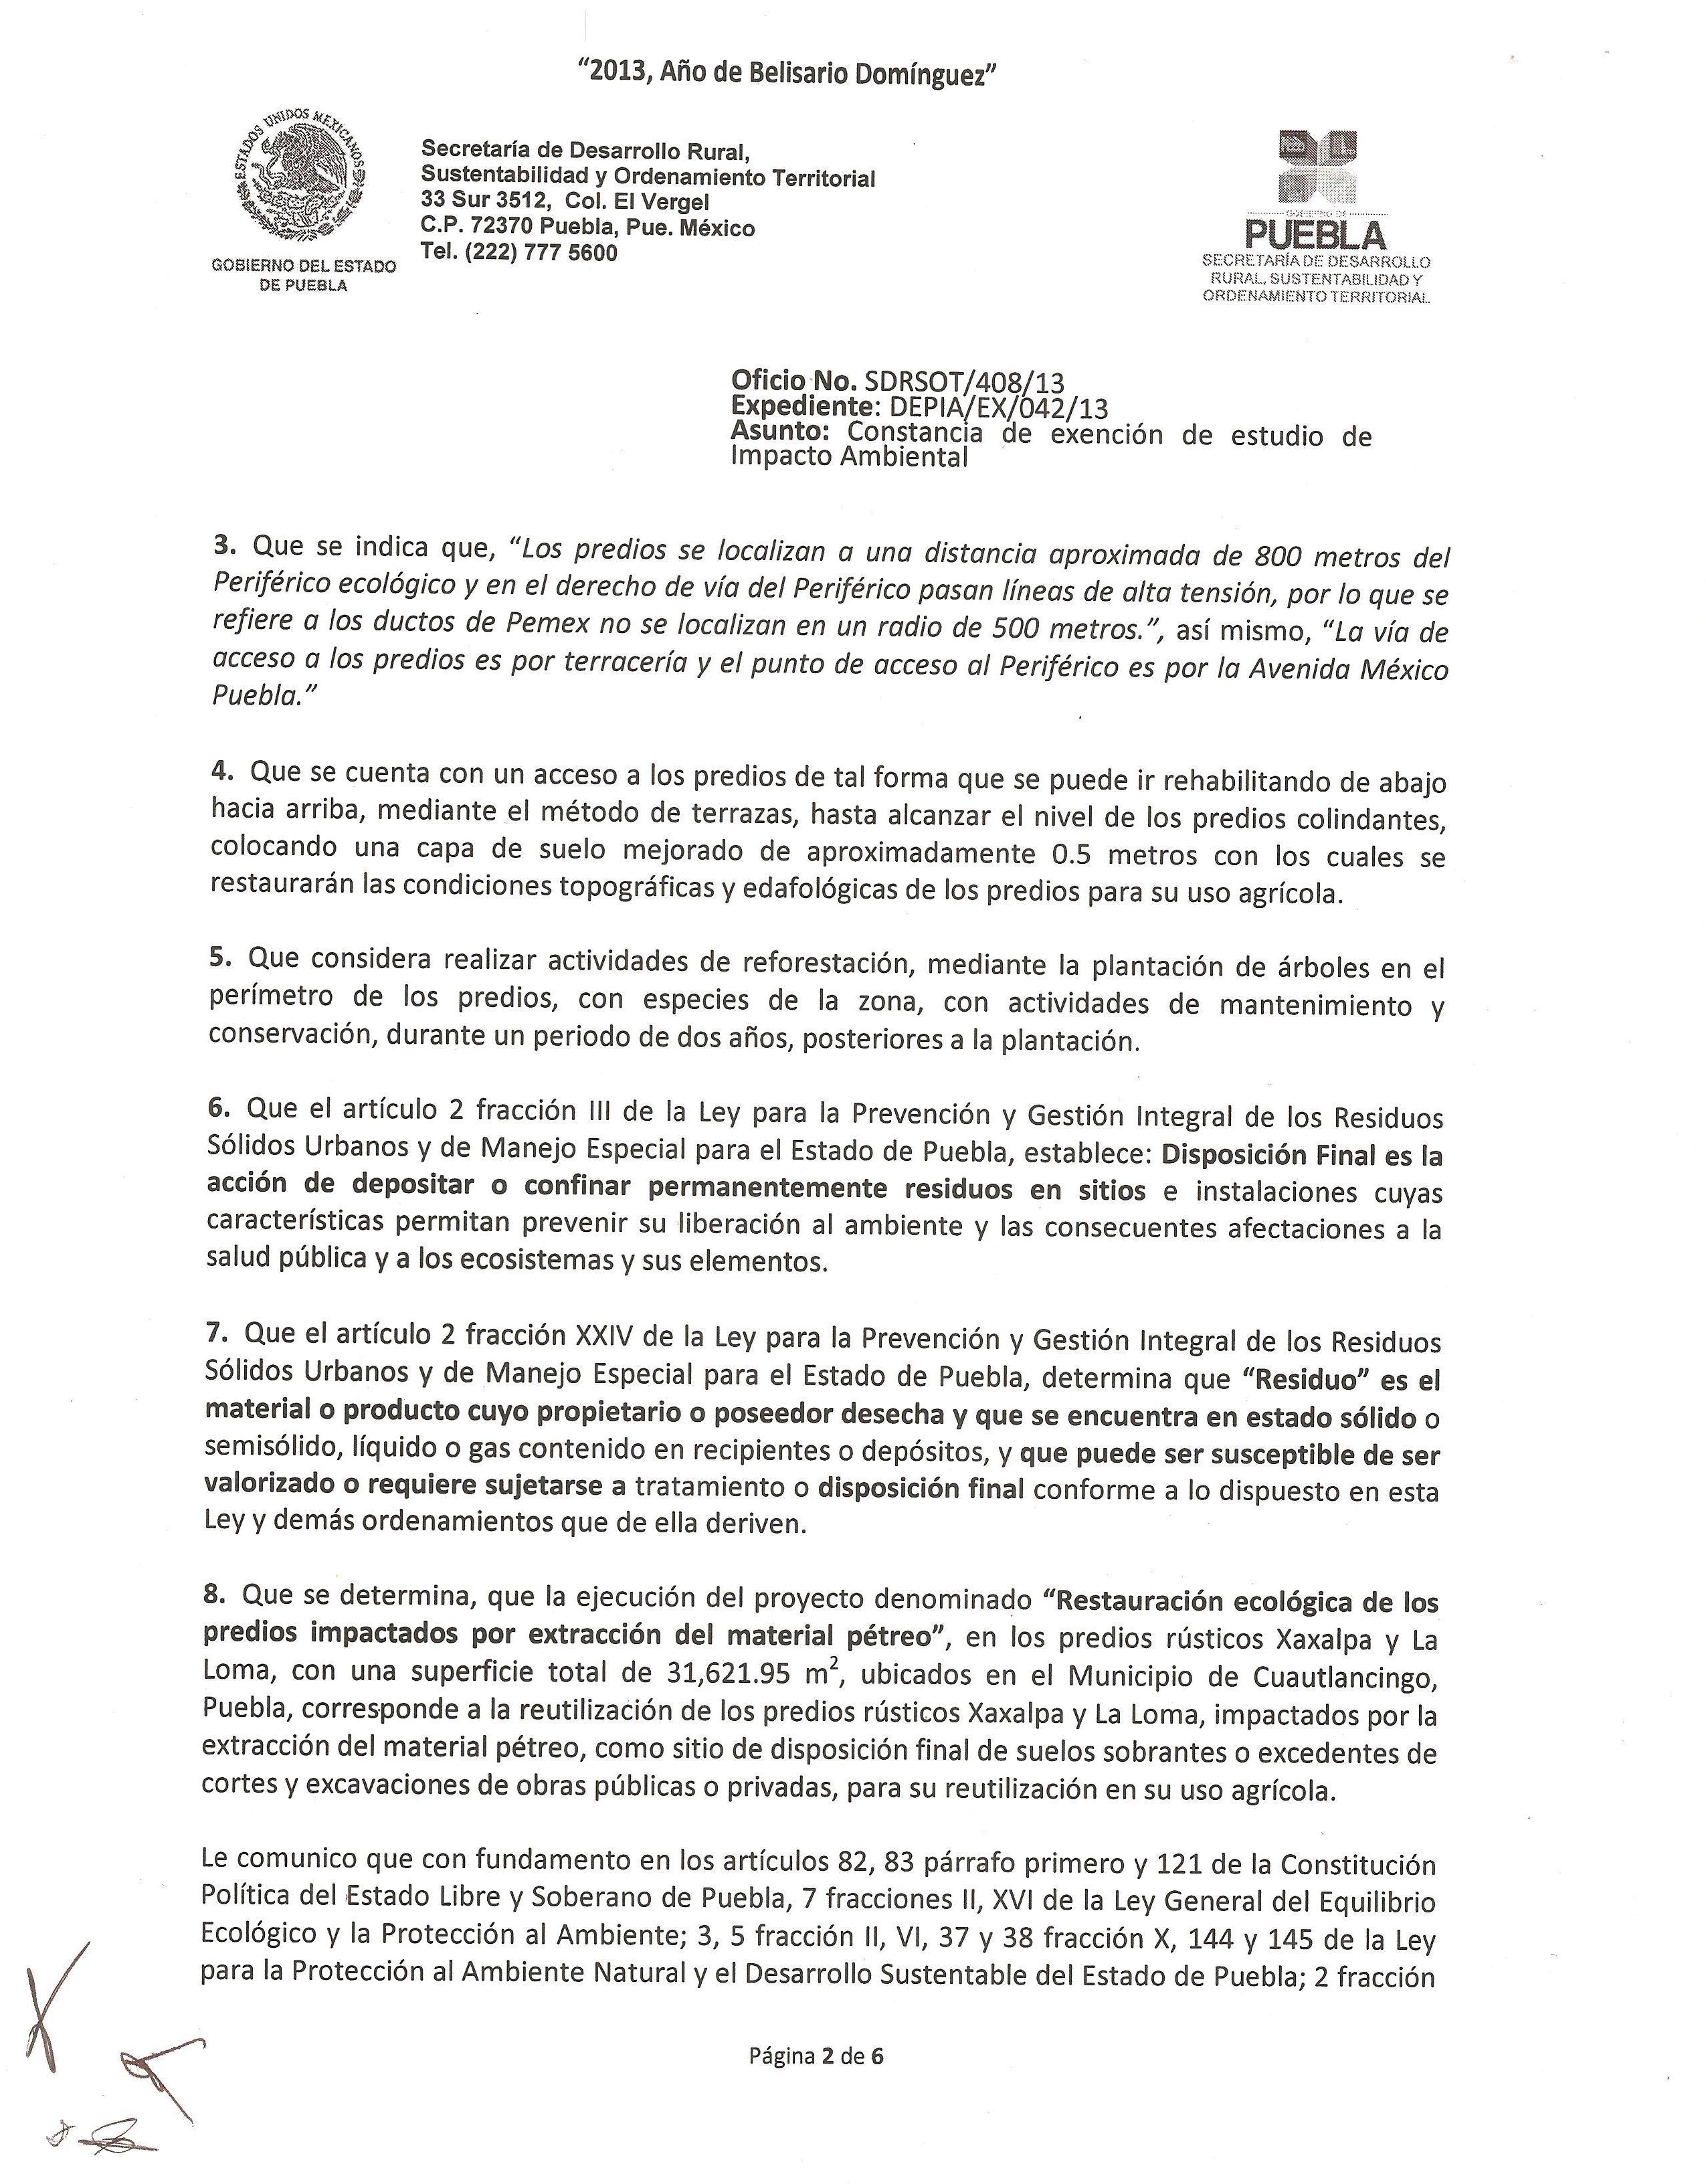 “2013, Año de Belisario Domínguez”
ESTADOS UNIDOS MEXICANOS
GOBIERNO DEL ESTADO
DE PUEBLA
Secretaría de Desarrollo Rural,
Sustentabilidad y Ordenamiento Territorial
33 Sur 3512, Col. El Vergel
C.P. 72370 Puebla, Pue. México
Tel. (222) 777 5600
GOBIERNO DE
PUEBLA
SECRETARÍA DE DESARROLLO
RURAL, SUSTENTABILIDAD Y
ORDENAMIENTO TERRITORIAL
Oficio No. SDRSOT/408/13
Expediente: DEPIA/EX/042/13
Asunto: Constancia de exención de estudio de
Impacto Ambiental
3. Que se indica que, “Los predios se localizan a una distancia aproximada de 800 metros del
Periférico ecológico y en el derecho de vía del Periférico pasan líneas de alta tensión, por lo que se
refiere a los ductos de Pemex no se localizan en un radio de 500 metros.”, así mismo, “La vía de
acceso a los predios es por terracería y el punto de acceso al Periférico es por la Avenida México
Puebla.”
4. Que se cuenta con un acceso a los predios de tal forma que se puede ir rehabilitando de abajo
hacia arriba, mediante el método de terrazas, hasta alcanzar el nivel de los predios colindantes,
colocando una capa de suelo mejorado de aproximadamente 0.5 metros con los cuales se
restaurarán las condiciones topográficas y edafológicas de los predios para su uso agrícola.
5. Que considera realizar actividades de reforestación, mediante la plantación de árboles en el
perímetro de los predios, con especies de la zona, con actividades de mantenimiento y
conservación, durante un periodo de dos años, posteriores a la plantación.
6. Que el artículo 2 fracción III de la Ley para la Prevención y Gestión Integral de los Residuos
Sólidos Urbanos y de Manejo Especial para el Estado de Puebla, establece: Disposición Final es la
acción de depositar o confinar permanentemente residuos en sitios e instalaciones cuyas
características permitan prevenir su liberación al ambiente y las consecuentes afectaciones a la
salud pública y a los ecosistemas y sus elementos.
7. Que el artículo 2 fracción XXIV de la Ley para la Prevención y Gestión Integral de los Residuos
Sólidos Urbanos y de Manejo Especial para el Estado de Puebla, determina que “Residuo” es el
material o producto cuyo propietario o poseedor desecha y que se encuentra en estado sólido o
semisólido, líquido o gas contenido en recipientes o depósitos, y que puede ser susceptible de ser
valorizado o requiere sujetarse a tratamiento o disposición final conforme a lo dispuesto en esta
Ley y demás ordenamientos que de ella deriven.
8. Que se determina, que la ejecución del proyecto denominado “Restauración ecológica de los
predios impactados por extracción del material pétreo”, en los predios rústicos Xaxalpa y La
Loma, con una superficie total de 31,621.95 m², ubicados en el Municipio de Cuautlancingo,
Puebla, corresponde a la reutilización de los predios rústicos Xaxalpa y La Loma, impactados por la
extracción del material pétreo, como sitio de disposición final de suelos sobrantes o excedentes de
cortes y excavaciones de obras públicas o privadas, para su reutilización en su uso agrícola.
Le comunico que con fundamento en los artículos 82, 83 párrafo primero y 121 de la Constitución
Política del Estado Libre y Soberano de Puebla, 7 fracciones II, XVI de la Ley General del Equilibrio
Ecológico y la Protección al Ambiente; 3, 5 fracción II, VI, 37 y 38 fracción X, 144 y 145 de la Ley
para la Protección al Ambiente Natural y el Desarrollo Sustentable del Estado de Puebla; 2 fracción
Página 2 de 6